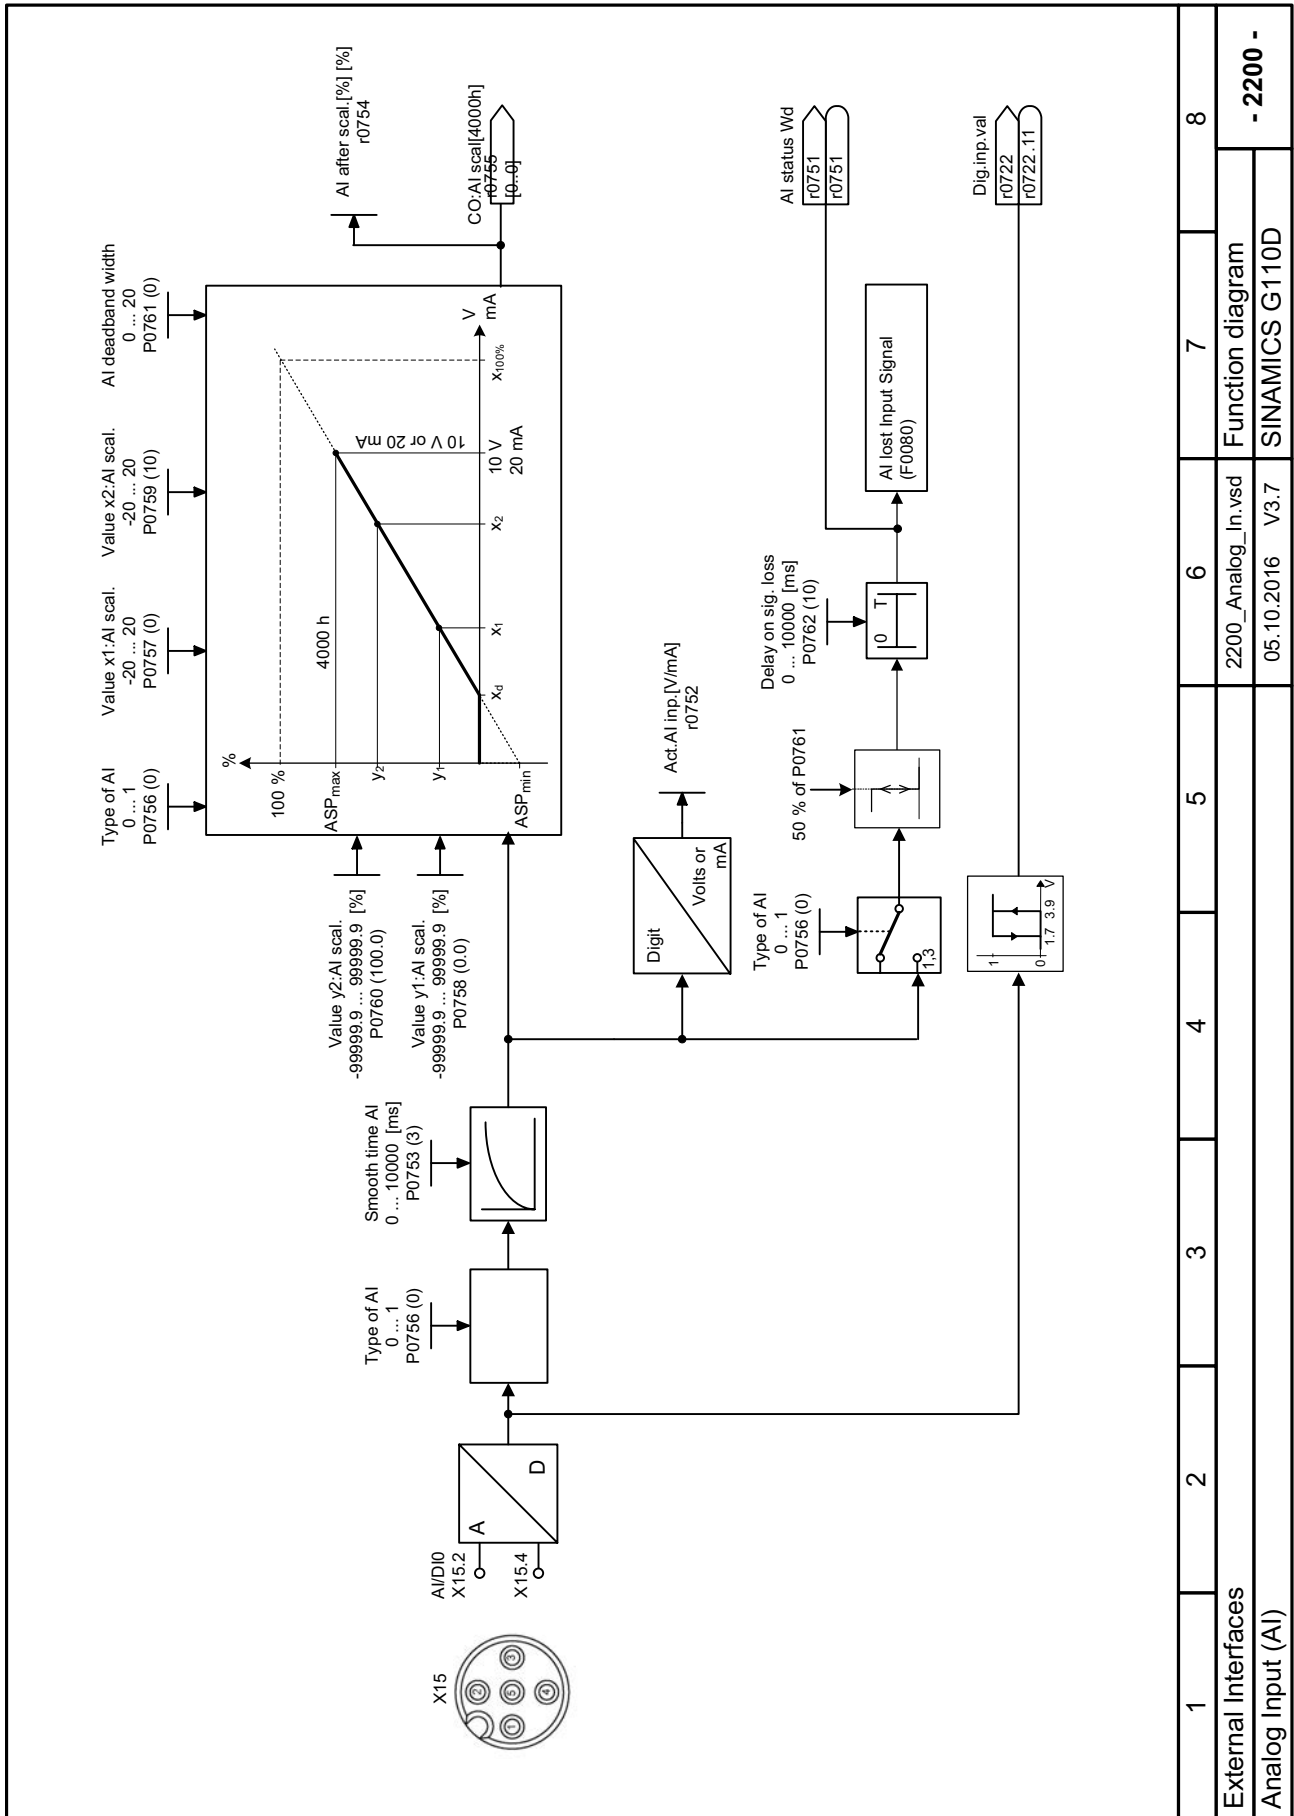 X15
1
2
3
4
5
AI/DI0
X15.2
X15.4
A
D
Type of AI
0 ... 1
P0756 (0)
Smooth time AI
0 ... 10000 [ms]
P0753 (3)
Value y2:AI scal.
-99999.9 ... 99999.9 [%]
P0760 (100.0)
Value y1:AI scal.
-99999.9 ... 99999.9 [%]
P0758 (0.0)
Type of AI
0 ... 1
P0756 (0)
Value x1:AI scal.
-20 ... 20
P0757 (0)
Value x2:AI scal.
-20 ... 20
P0759 (10)
AI deadband width
0 ... 20
P0761 (0)
%
100 %
ASPmax
y2
y1
ASPmin
4000 h
10 V or 20 mA
xd
x1
x2
10 V
20 mA
x100%
V
mA
AI after scal.[%] [%]
r0754
CO:AI scal[4000h]
r0755
[0..0]
Digit
Volts or
mA
Act.AI inp.[V/mA]
r0752
Type of AI
0 ... 1
P0756 (0)
1,3
50 % of P0761
Delay on sig. loss
0 ... 10000 [ms]
P0762 (10)
0 T
AI lost Input Signal
(F0080)
AI status Wd
r0751
r0751
1
0
1.7 3.9 V
Dig.inp.val
r0722
r0722.11
1 2 3 4 5 6 7 8
External Interfaces
2200_Analog_In.vsd
Function diagram
- 2200 -
Analog Input (AI)
05.10.2016 V3.7
SINAMICS G110D